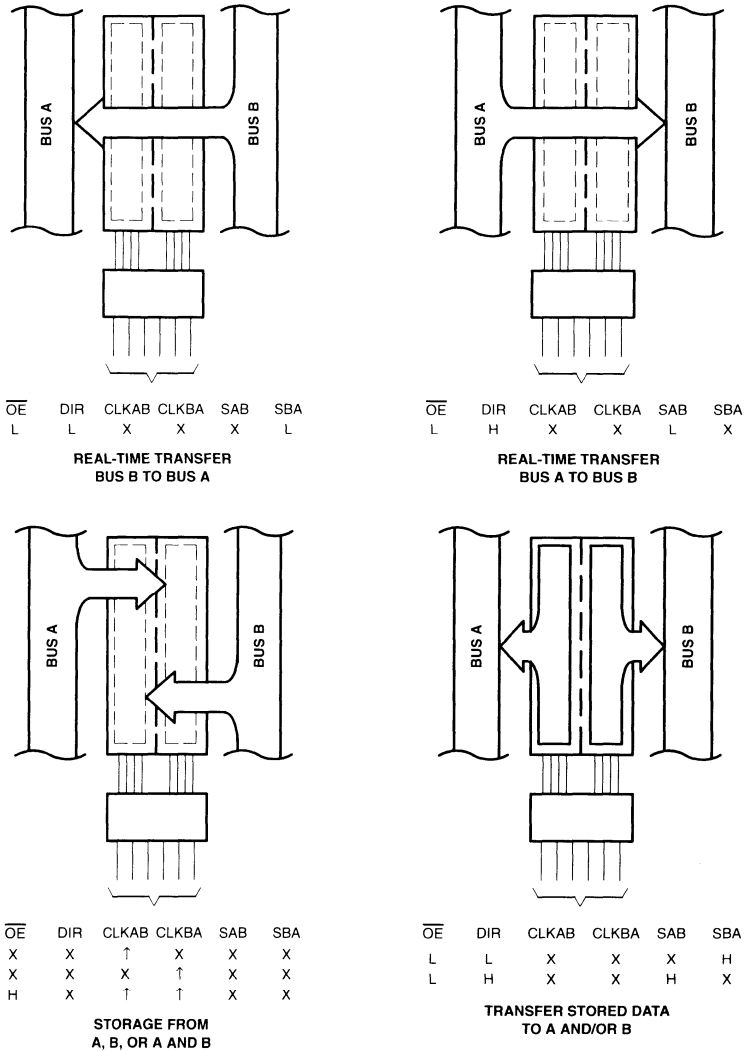 BUS A
BUS B
OE DIR CLKAB CLKBA SAB SBA
L L X X X L
REAL-TIME TRANSFER
BUS B TO BUS A
BUS A
BUS B
OE DIR CLKAB CLKBA SAB SBA
L H X X L X
REAL-TIME TRANSFER
BUS A TO BUS B
BUS A
BUS B
OE DIR CLKAB CLKBA SAB SBA
X X ↑ X X X
X X X ↑ X X
H X ↑ ↑ X X
STORAGE FROM
A, B, OR A AND B
BUS A
BUS B
OE DIR CLKAB CLKBA SAB SBA
L L X X X H
L H X X H X
TRANSFER STORED DATA
TO A AND/OR B